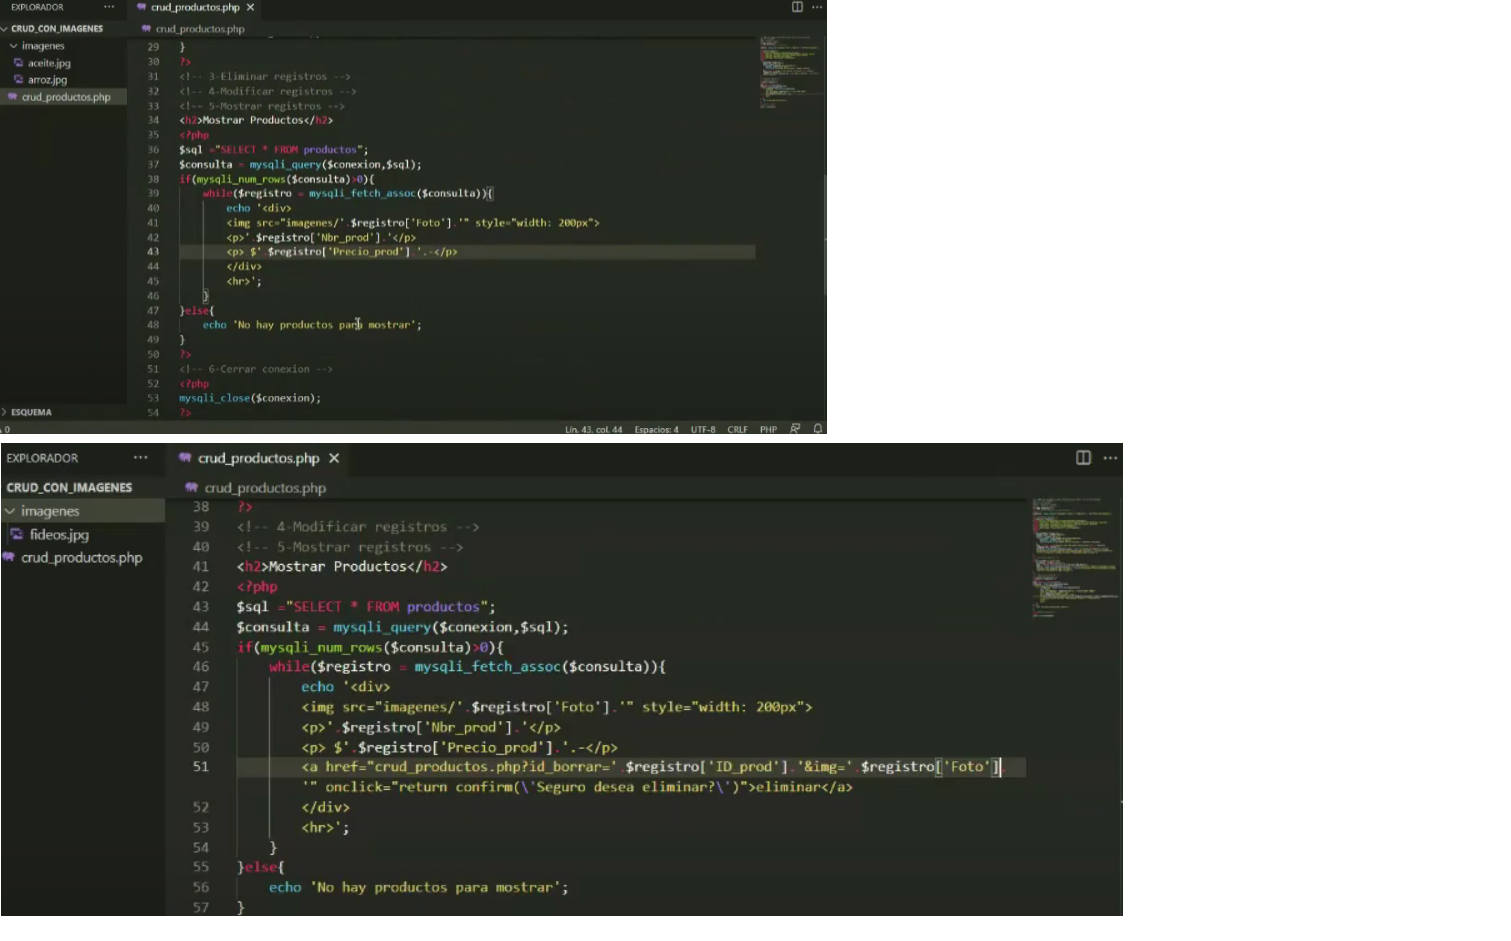 EXPLORADOR ··· crud_productos.php × ···
CRUD_CON_IMAGENES crud_productos.php
imagenes
aceite.jpg
arroz.jpg
crud_productos.php
29 }
30 ?>
31 <!-- 3-Eliminar registros -->
32 <!-- 4-Modificar registros -->
33 <!-- 5-Mostrar registros -->
34 <h2>Mostrar Productos</h2>
35 <?php
36 $sql ="SELECT * FROM productos";
37 $consulta = mysqli_query($conexion,$sql);
38 if(mysqli_num_rows($consulta)>0){
39 while($registro = mysqli_fetch_assoc($consulta)){
40 echo '<div>
41 <img src="imagenes/'.$registro['Foto'].'" style="width: 200px">
42 <p>'.$registro['Nbr_prod'].'</p>
43 <p> $'.$registro['Precio_prod'].'.-</p>
44 </div>
45 <hr>';
46 }
47 }else{
48 echo 'No hay productos para mostrar';
49 }
50 ?>
51 <!-- 6-Cerrar conexion -->
52 <?php
53 mysqli_close($conexion);
54 ?>
ESQUEMA
0 Lín. 43, col. 44 Espacios: 4 UTF-8 CRLF PHP
EXPLORADOR ··· crud_productos.php × ···
CRUD_CON_IMAGENES crud_productos.php
imagenes
fideos.jpg
crud_productos.php
38 ?>
39 <!-- 4-Modificar registros -->
40 <!-- 5-Mostrar registros -->
41 <h2>Mostrar Productos</h2>
42 <?php
43 $sql ="SELECT * FROM productos";
44 $consulta = mysqli_query($conexion,$sql);
45 if(mysqli_num_rows($consulta)>0){
46 while($registro = mysqli_fetch_assoc($consulta)){
47 echo '<div>
48 <img src="imagenes/'.$registro['Foto'].'" style="width: 200px">
49 <p>'.$registro['Nbr_prod'].'</p>
50 <p> $'.$registro['Precio_prod'].'.-</p>
51 <a href="crud_productos.php?id_borrar='.$registro['ID_prod'].'&img='.$registro['Foto'].
'" onclick="return confirm(\'Seguro desea eliminar?\')">eliminar</a>
52 </div>
53 <hr>';
54 }
55 }else{
56 echo 'No hay productos para mostrar';
57 }